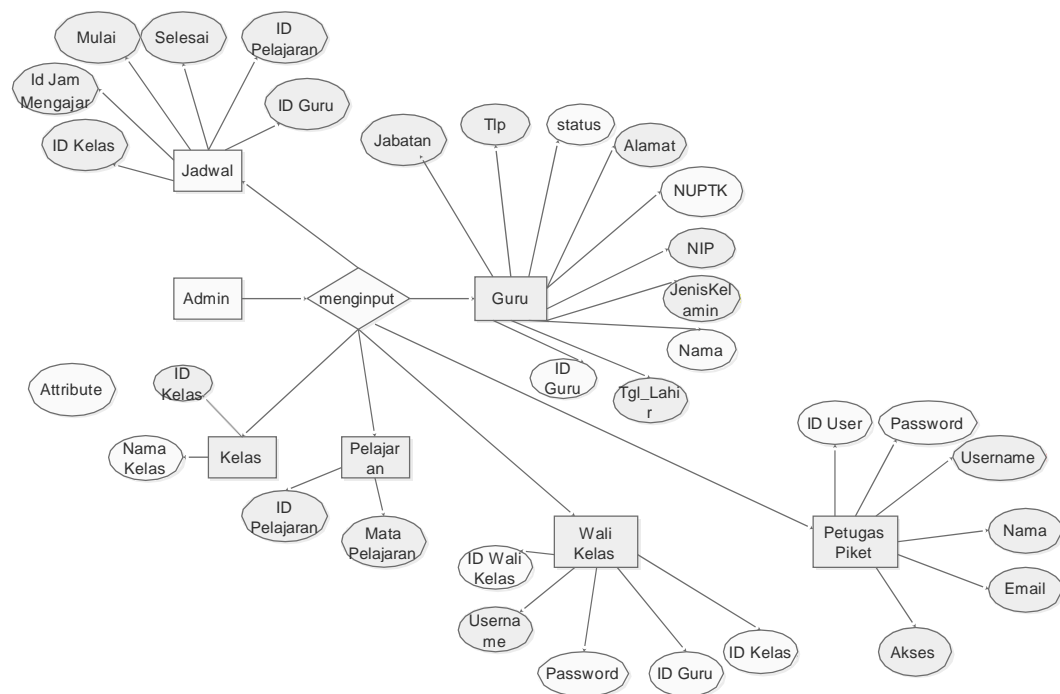 Mulai
Selesai
ID
Pelajaran
Id Jam
Mengajar
ID Guru
ID Kelas
Jadwal
Jabatan
Tlp
status
Alamat
NUPTK
NIP
JenisKel
amin
Nama
Guru
ID
Guru
Tgl_Lahi
r
Admin
menginput
Attribute
ID
Kelas
Nama
Kelas
Kelas
Pelajar
an
ID
Pelajaran
Mata
Pelajaran
Wali
Kelas
ID Wali
Kelas
Userna
me
Password
ID Guru
ID Kelas
ID User
Password
Username
Petugas
Piket
Nama
Email
Akses